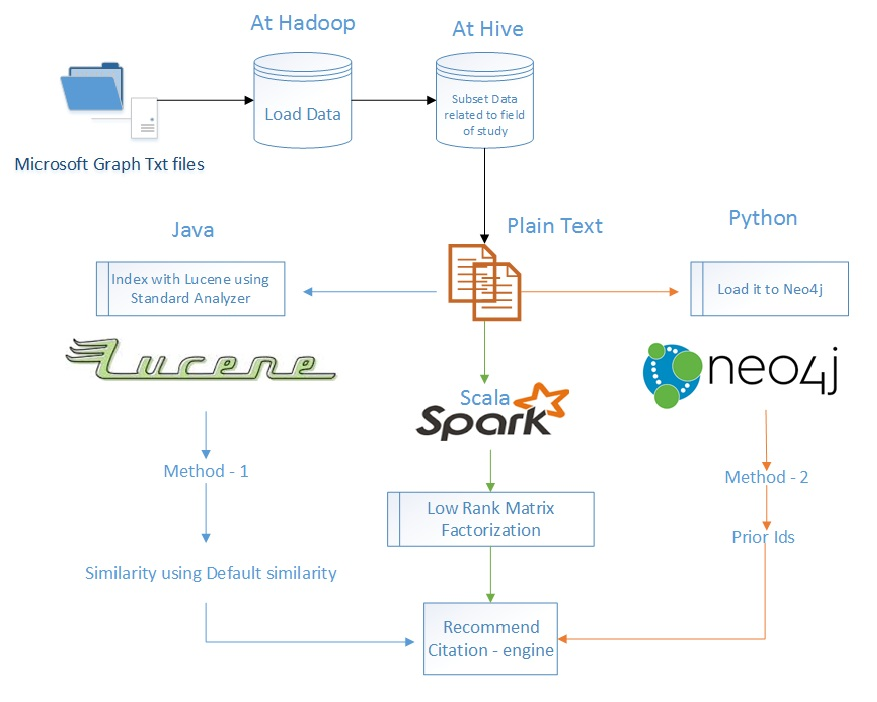 At Hadoop
At Hive
Load Data
Subset Data
related to field
of study
Microsoft Graph Txt files
Java
Plain Text
Python
Index with Lucene using
Standard Analyzer
Load it to Neo4j
Lucene
neo4j
Scala
Spark
Method - 1
Method - 2
Low Rank Matrix
Factorization
Prior Ids
Similarity using Default similarity
Recommend
Citation - engine